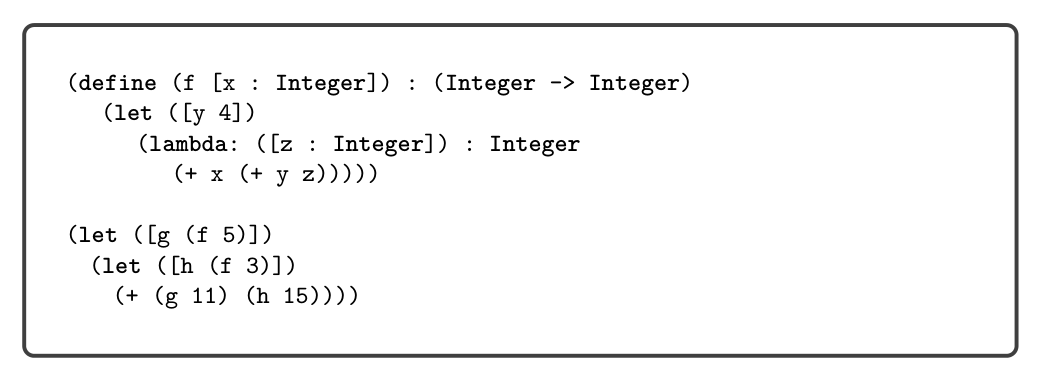 (define (f [x : Integer]) : (Integer -> Integer)
(let ([y 4])
(lambda: ([z : Integer]) : Integer
(+ x (+ y z)))))
(let ([g (f 5)])
(let ([h (f 3)])
(+ (g 11) (h 15))))